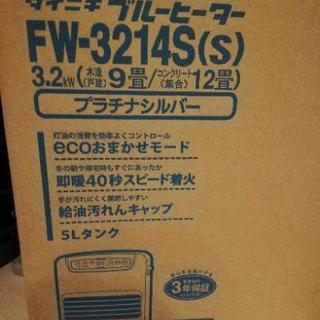 ダイニチ ブルーヒーター
FW-3214S(S)
3.2kW(木造(戸建)9畳/コンクリート(集合)12畳)
プラチナシルバー
灯油の消費を効率よくコントロール
ecoおまかせモード
冬の朝や帰宅時もすぐにあったか
即暖40秒スピード着火
手が汚れにくく開閉しやすい
給油汚れんキャップ
5Lタンク
3年保証